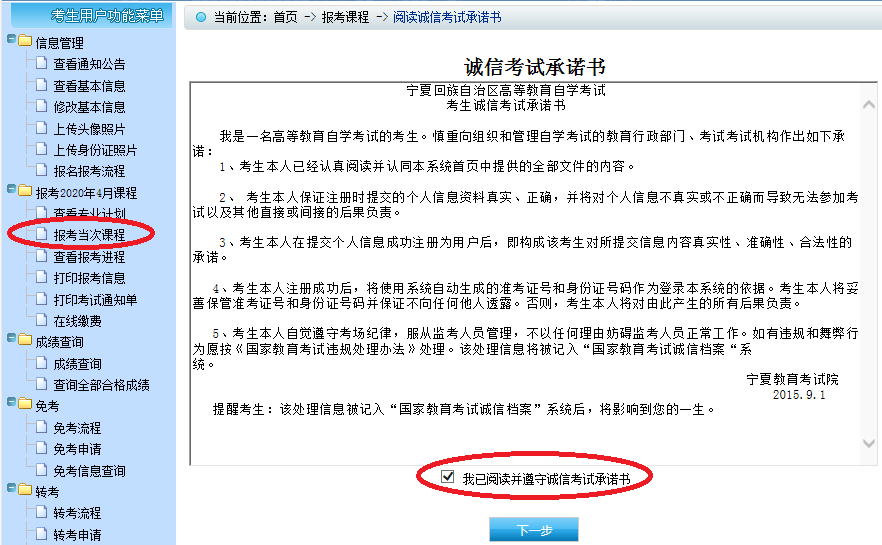 考生用户功能菜单
信息管理
查看通知公告
查看基本信息
修改基本信息
上传头像照片
上传身份证照片
报名报考流程
报考2020年4月课程
查看专业计划
报考当次课程
查看报考进程
打印报考信息
打印考试通知单
在线缴费
成绩查询
成绩查询
查询全部合格成绩
免考
免考流程
免考申请
免考信息查询
转考
转考流程
转考申请
当前位置：首页 -> 报考课程 -> 阅读诚信考试承诺书
诚信考试承诺书
宁夏回族自治区高等教育自学考试
考生诚信考试承诺书
我是一名高等教育自学考试的考生。慎重向组织和管理自学考试的教育行政部门、考试考试机构作出如下承
诺：
1、考生本人已经认真阅读并认同本系统首页中提供的全部文件的内容。
2、 考生本人保证注册时提交的个人信息资料真实、正确，并将对个人信息不真实或不正确而导致无法参加考
试以及其他直接或间接的后果负责。
3、考生本人在提交个人信息成功注册为用户后，即构成该考生对所提交信息内容真实性、准确性、合法性的
承诺。
4、考生本人注册成功后，将使用系统自动生成的准考证号和身份证号码作为登录本系统的依据。考生本人将妥
善保管准考证号和身份证号码并保证不向任何他人透露。否则，考生本人将对由此产生的所有后果负责。
5、考生本人自觉遵守考场纪律，服从监考人员管理，不以任何理由妨碍监考人员正常工作。如有违规和舞弊行
为愿按《国家教育考试违规处理办法》处理。该处理信息将被记入“国家教育考试诚信档案“系
统。
宁夏教育考试院
2015.9.1
提醒考生：该处理信息被记入“国家教育考试诚信档案”系统后，将影响到您的一生。
我已阅读并遵守诚信考试承诺书
下一步